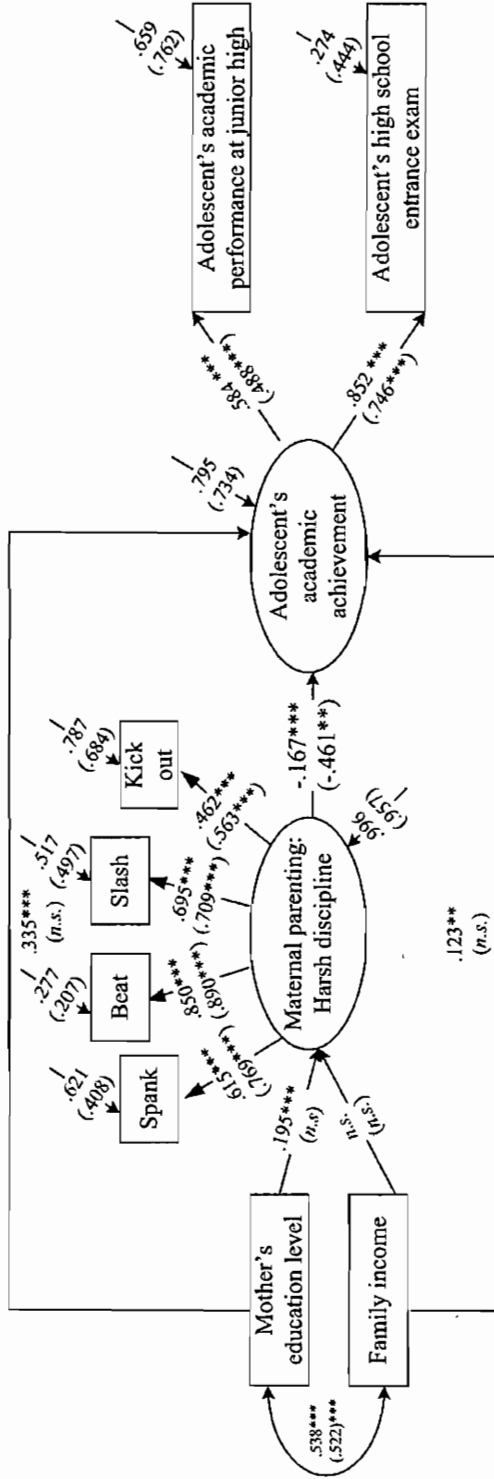 .335***
(n.s.)
.621
(.408)
.277
(.207)
.517
(.497)
.787
(.684)
Spank
Beat
Slash
Kick
out
.615***
(.769***)
.850***
(.890***)
.695***
(.709***)
.462***
(.563***)
Mother's
education level
Family income
.538***
(.522)***
.195***
(n.s)
n.s.
(n.s.)
Maternal parenting:
Harsh discipline
.996
(.957)
-.167***
(-.461**)
.123**
(n.s.)
Adolescent's
academic
achievement
.795
(.734)
.584 ***
(.488***)
.852 ***
(.746***)
Adolescent's academic
performance at junior high
.659
(.762)
Adolescent's high school
entrance exam
.274
(.444)